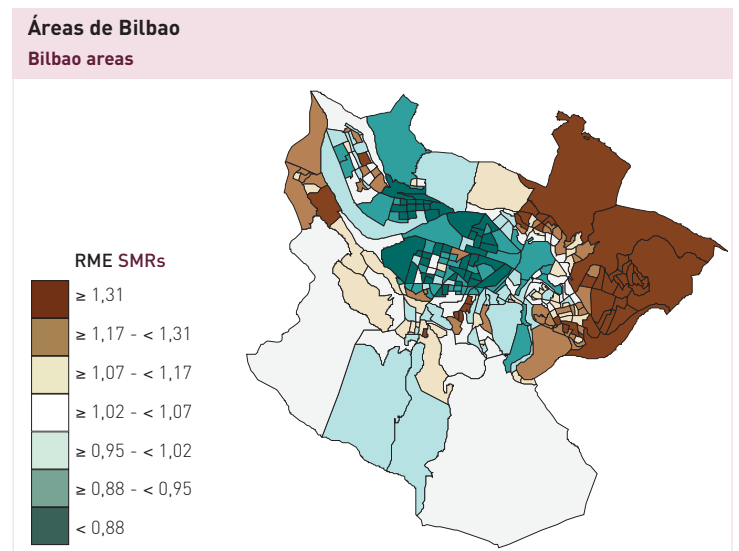 Áreas de Bilbao
Bilbao areas
RME SMRs
≥ 1,31
≥ 1,17 - < 1,31
≥ 1,07 - < 1,17
≥ 1,02 - < 1,07
≥ 0,95 - < 1,02
≥ 0,88 - < 0,95
< 0,88